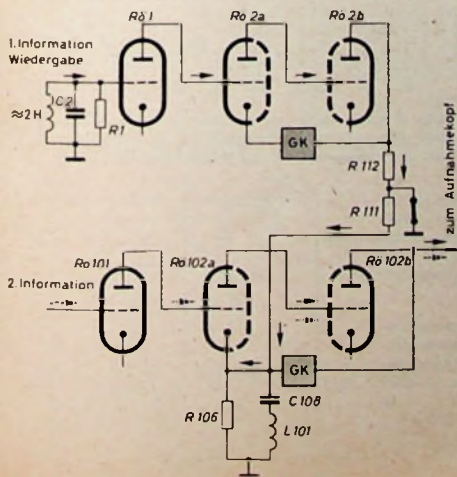 Rö 1
Rö 2a
Rö 2b
1. Information
Wiedergabe
C2
≈2H
R1
GK
R 112
R 111
zum Aufnahmekopf
Rö 101
Rö 102a
Rö 102b
2. Information
GK
C 108
R 106
L 101